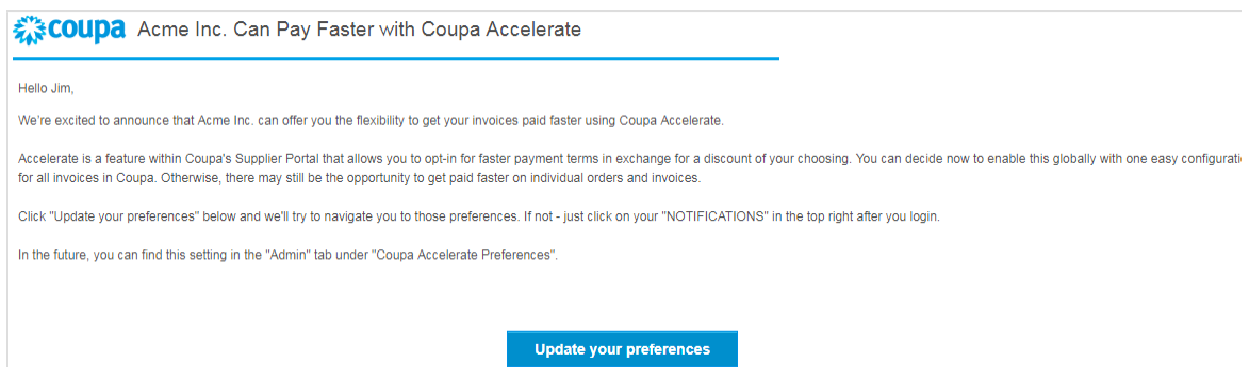 coupa Acme Inc. Can Pay Faster with Coupa Accelerate
Hello Jim,
We're excited to announce that Acme Inc. can offer you the flexibility to get your invoices paid faster using Coupa Accelerate.
Accelerate is a feature within Coupa's Supplier Portal that allows you to opt-in for faster payment terms in exchange for a discount of your choosing. You can decide now to enable this globally with one easy configurati
for all invoices in Coupa. Otherwise, there may still be the opportunity to get paid faster on individual orders and invoices.
Click "Update your preferences" below and we'll try to navigate you to those preferences. If not - just click on your "NOTIFICATIONS" in the top right after you login.
In the future, you can find this setting in the "Admin" tab under "Coupa Accelerate Preferences".
Update your preferences